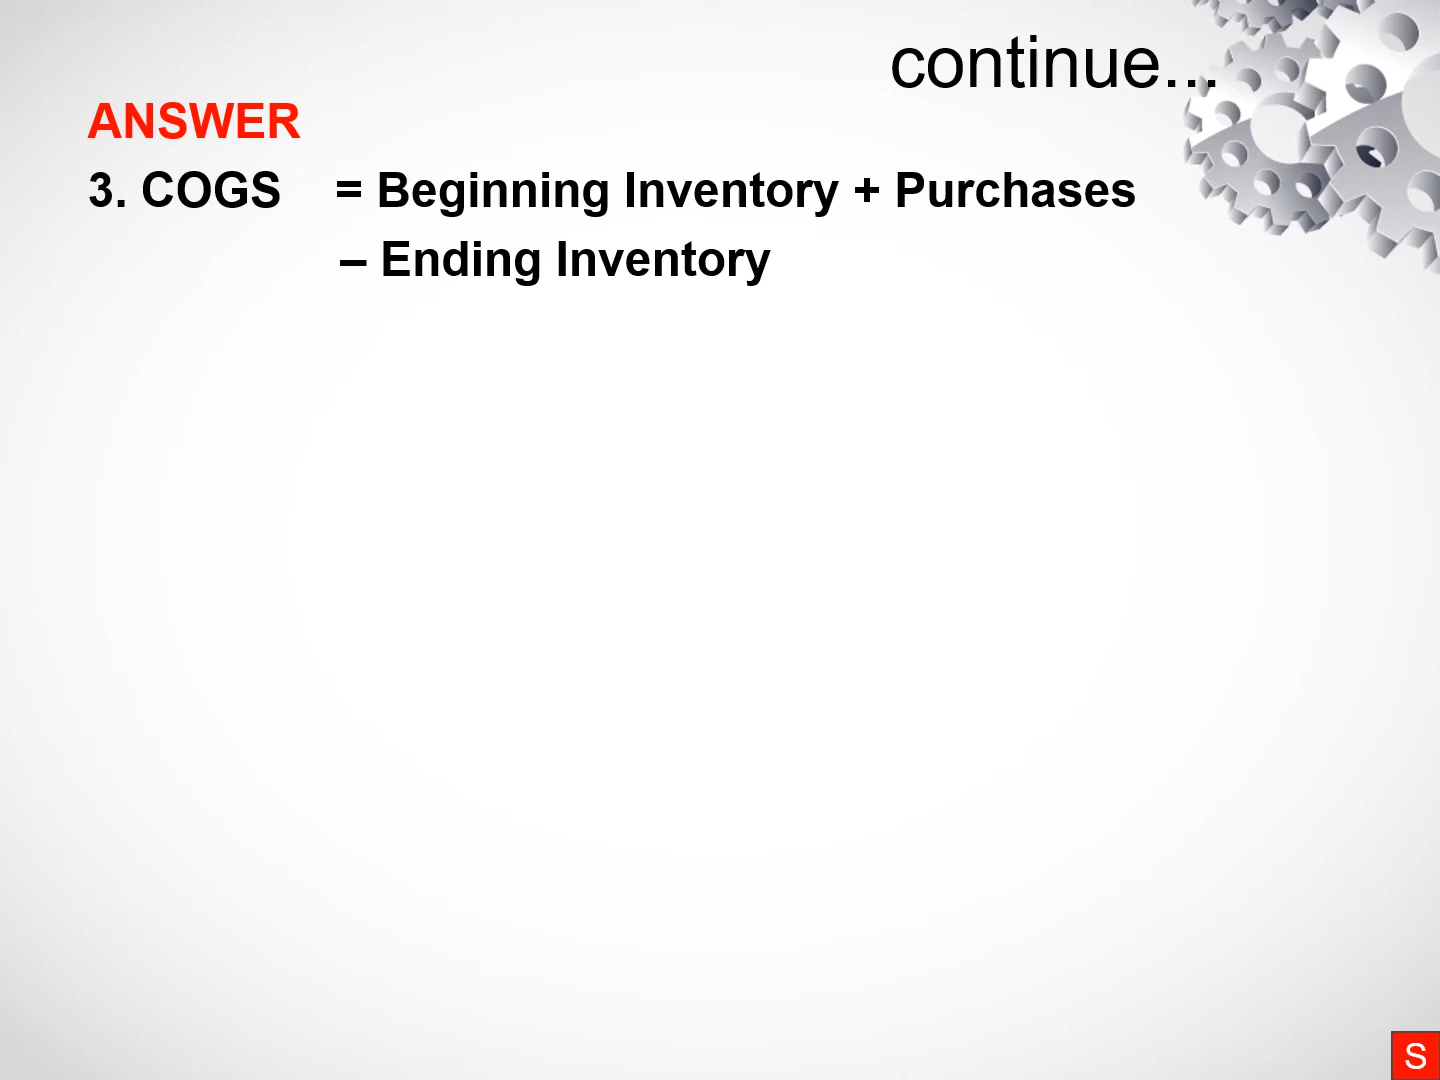 continue...
ANSWER
3. COGS = Beginning Inventory + Purchases
– Ending Inventory
S